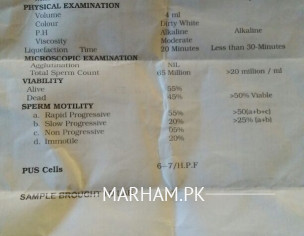 PHYSICAL EXAMINATION
Volume 4 ml
Colour Dirty White
P.H Alkaline Alkaline
Viscosity Moderate
Liquefaction Time 20 Minutes Less than 30-Minutes
MICROSCOPIC EXAMINATION
Agglutination NIL
Total Sperm Count 65 Million >20 million / ml
VIABILITY
Alive 55%
Dead 45% >50% Viable
SPERM MOTILITY
a. Rapid Progressive 55% >50(a+b+c)
b. Slow Progressive 20% >25% (a+b)
c. Non Progressive 55%
d. Immotile 20%
PUS Cells 6-7/H.P.F
SAMPLE BROUGHT
MARHAM.PK